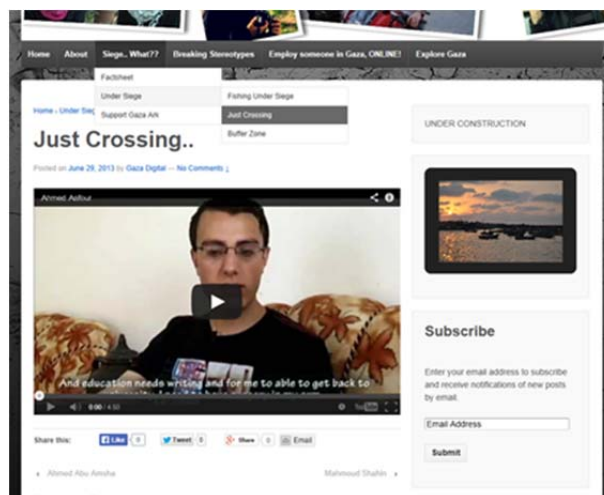 Home About Siege.. What?? Breaking Stereotypes Employ someone in Gaza, ONLINE! Explore Gaza
Factsheet
Under Siege
Support Gaza Ark
Fishing Under Siege
Just Crossing
Buffer Zone
Home › Under Sieg
Just Crossing..
Posted on June 29, 2013 by Gaza Digital — No Comments ↓
Ahmed Asfour
And education needs writing and for me to able to get back to
0:00 / 4:50
YouTube
Share this:
Like 0
Tweet 8
Share 0
Email
‹ Ahmed Abu Amsha
Mahmoud Shahin ›
UNDER CONSTRUCTION
Subscribe
Enter your email address to subscribe
and receive notifications of new posts
by email.
Email Address
Submit